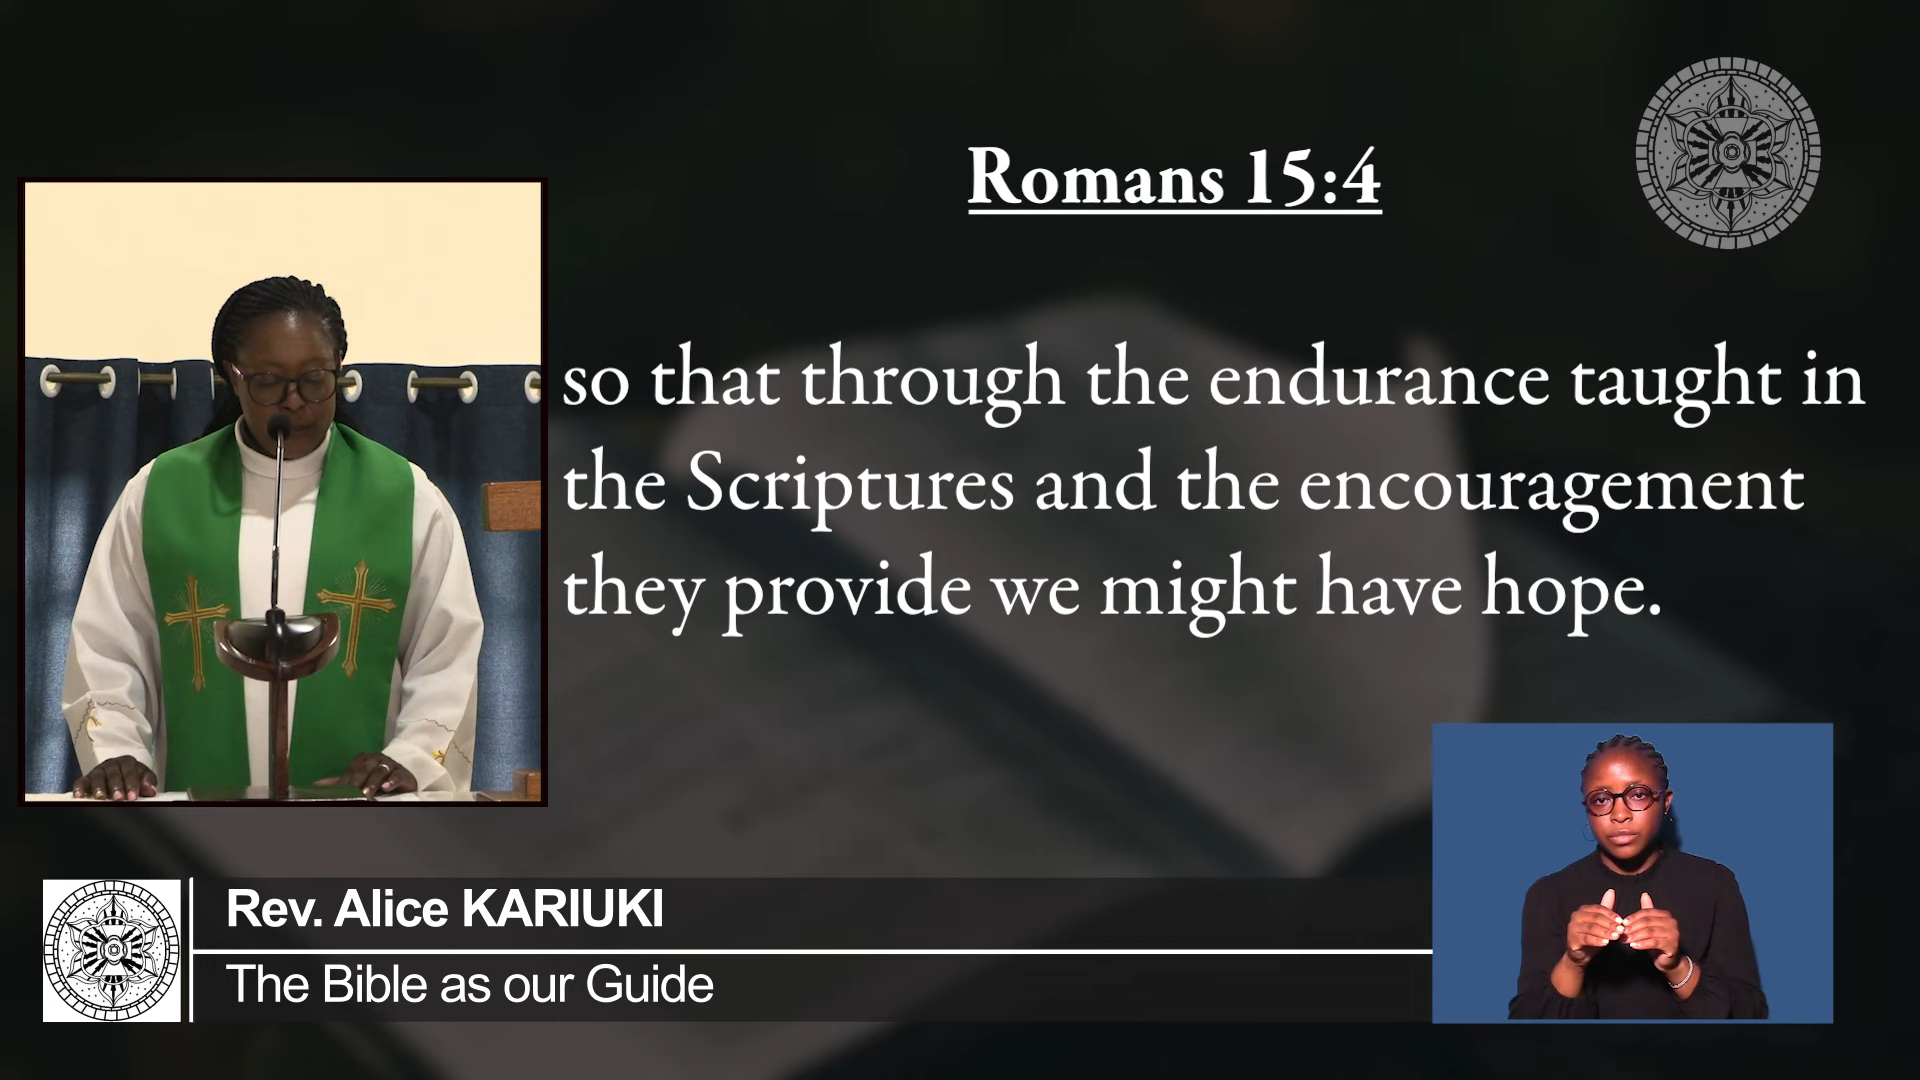 Romans 15:4
so that through the endurance taught in
the Scriptures and the encouragement
they provide we might have hope.
Rev. Alice KARIUKI
The Bible as our Guide